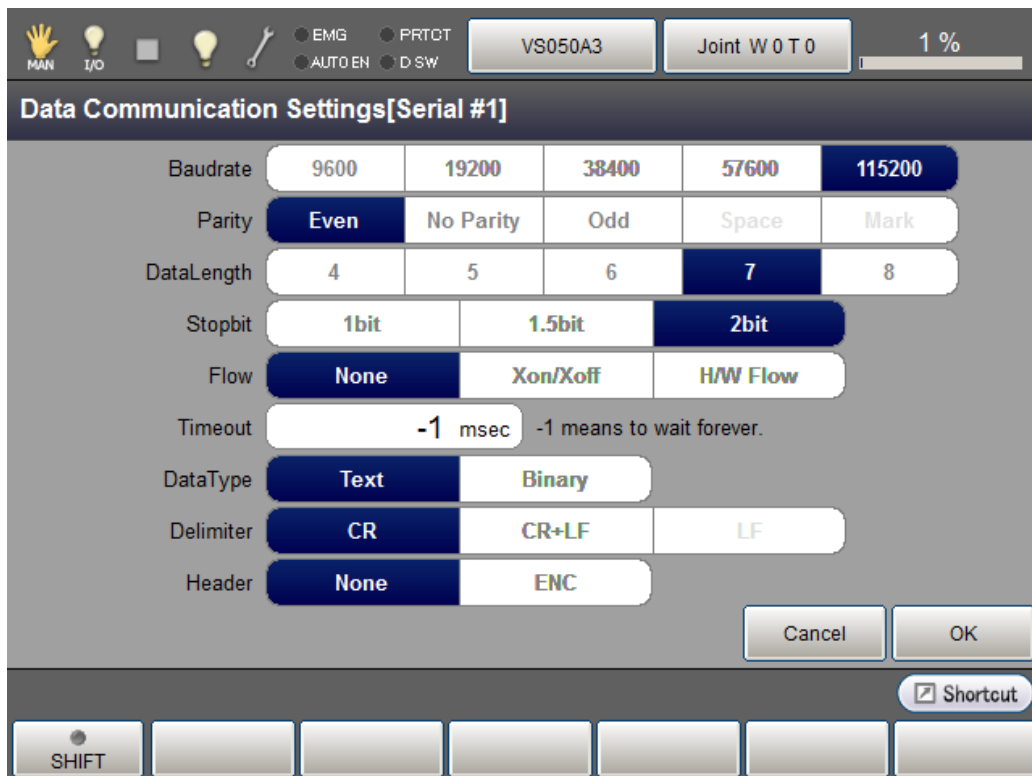 MAN I/O EMG PRTCT
AUTO EN D SW
VS050A3 Joint W 0 T 0 1 %
Data Communication Settings[Serial #1]
Baudrate 9600 19200 38400 57600 115200
Parity Even No Parity Odd Space Mark
DataLength 4 5 6 7 8
Stopbit 1bit 1.5bit 2bit
Flow None Xon/Xoff H/W Flow
Timeout -1 msec -1 means to wait forever.
DataType Text Binary
Delimiter CR CR+LF LF
Header None ENC
Cancel OK
Shortcut
SHIFT